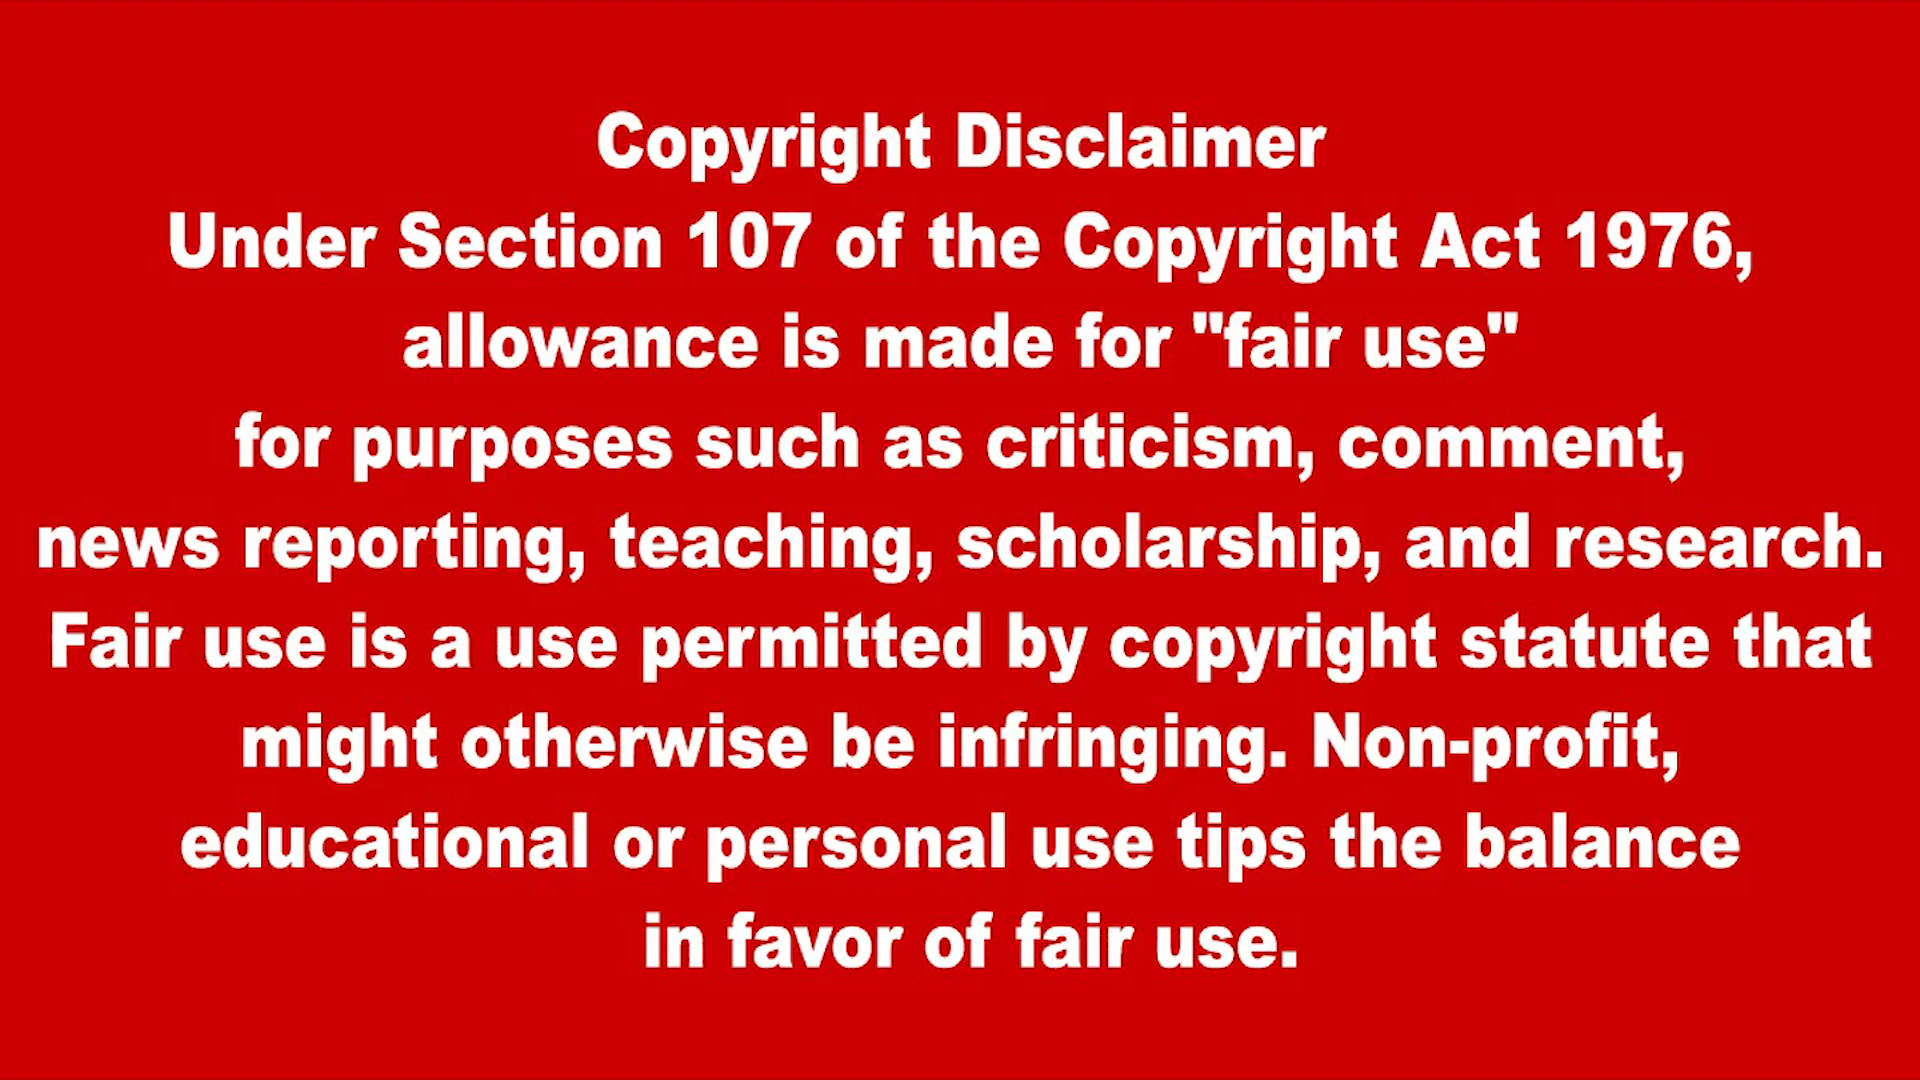 Copyright Disclaimer
Under Section 107 of the Copyright Act 1976,
allowance is made for "fair use"
for purposes such as criticism, comment,
news reporting, teaching, scholarship, and research.
Fair use is a use permitted by copyright statute that
might otherwise be infringing. Non-profit,
educational or personal use tips the balance
in favor of fair use.